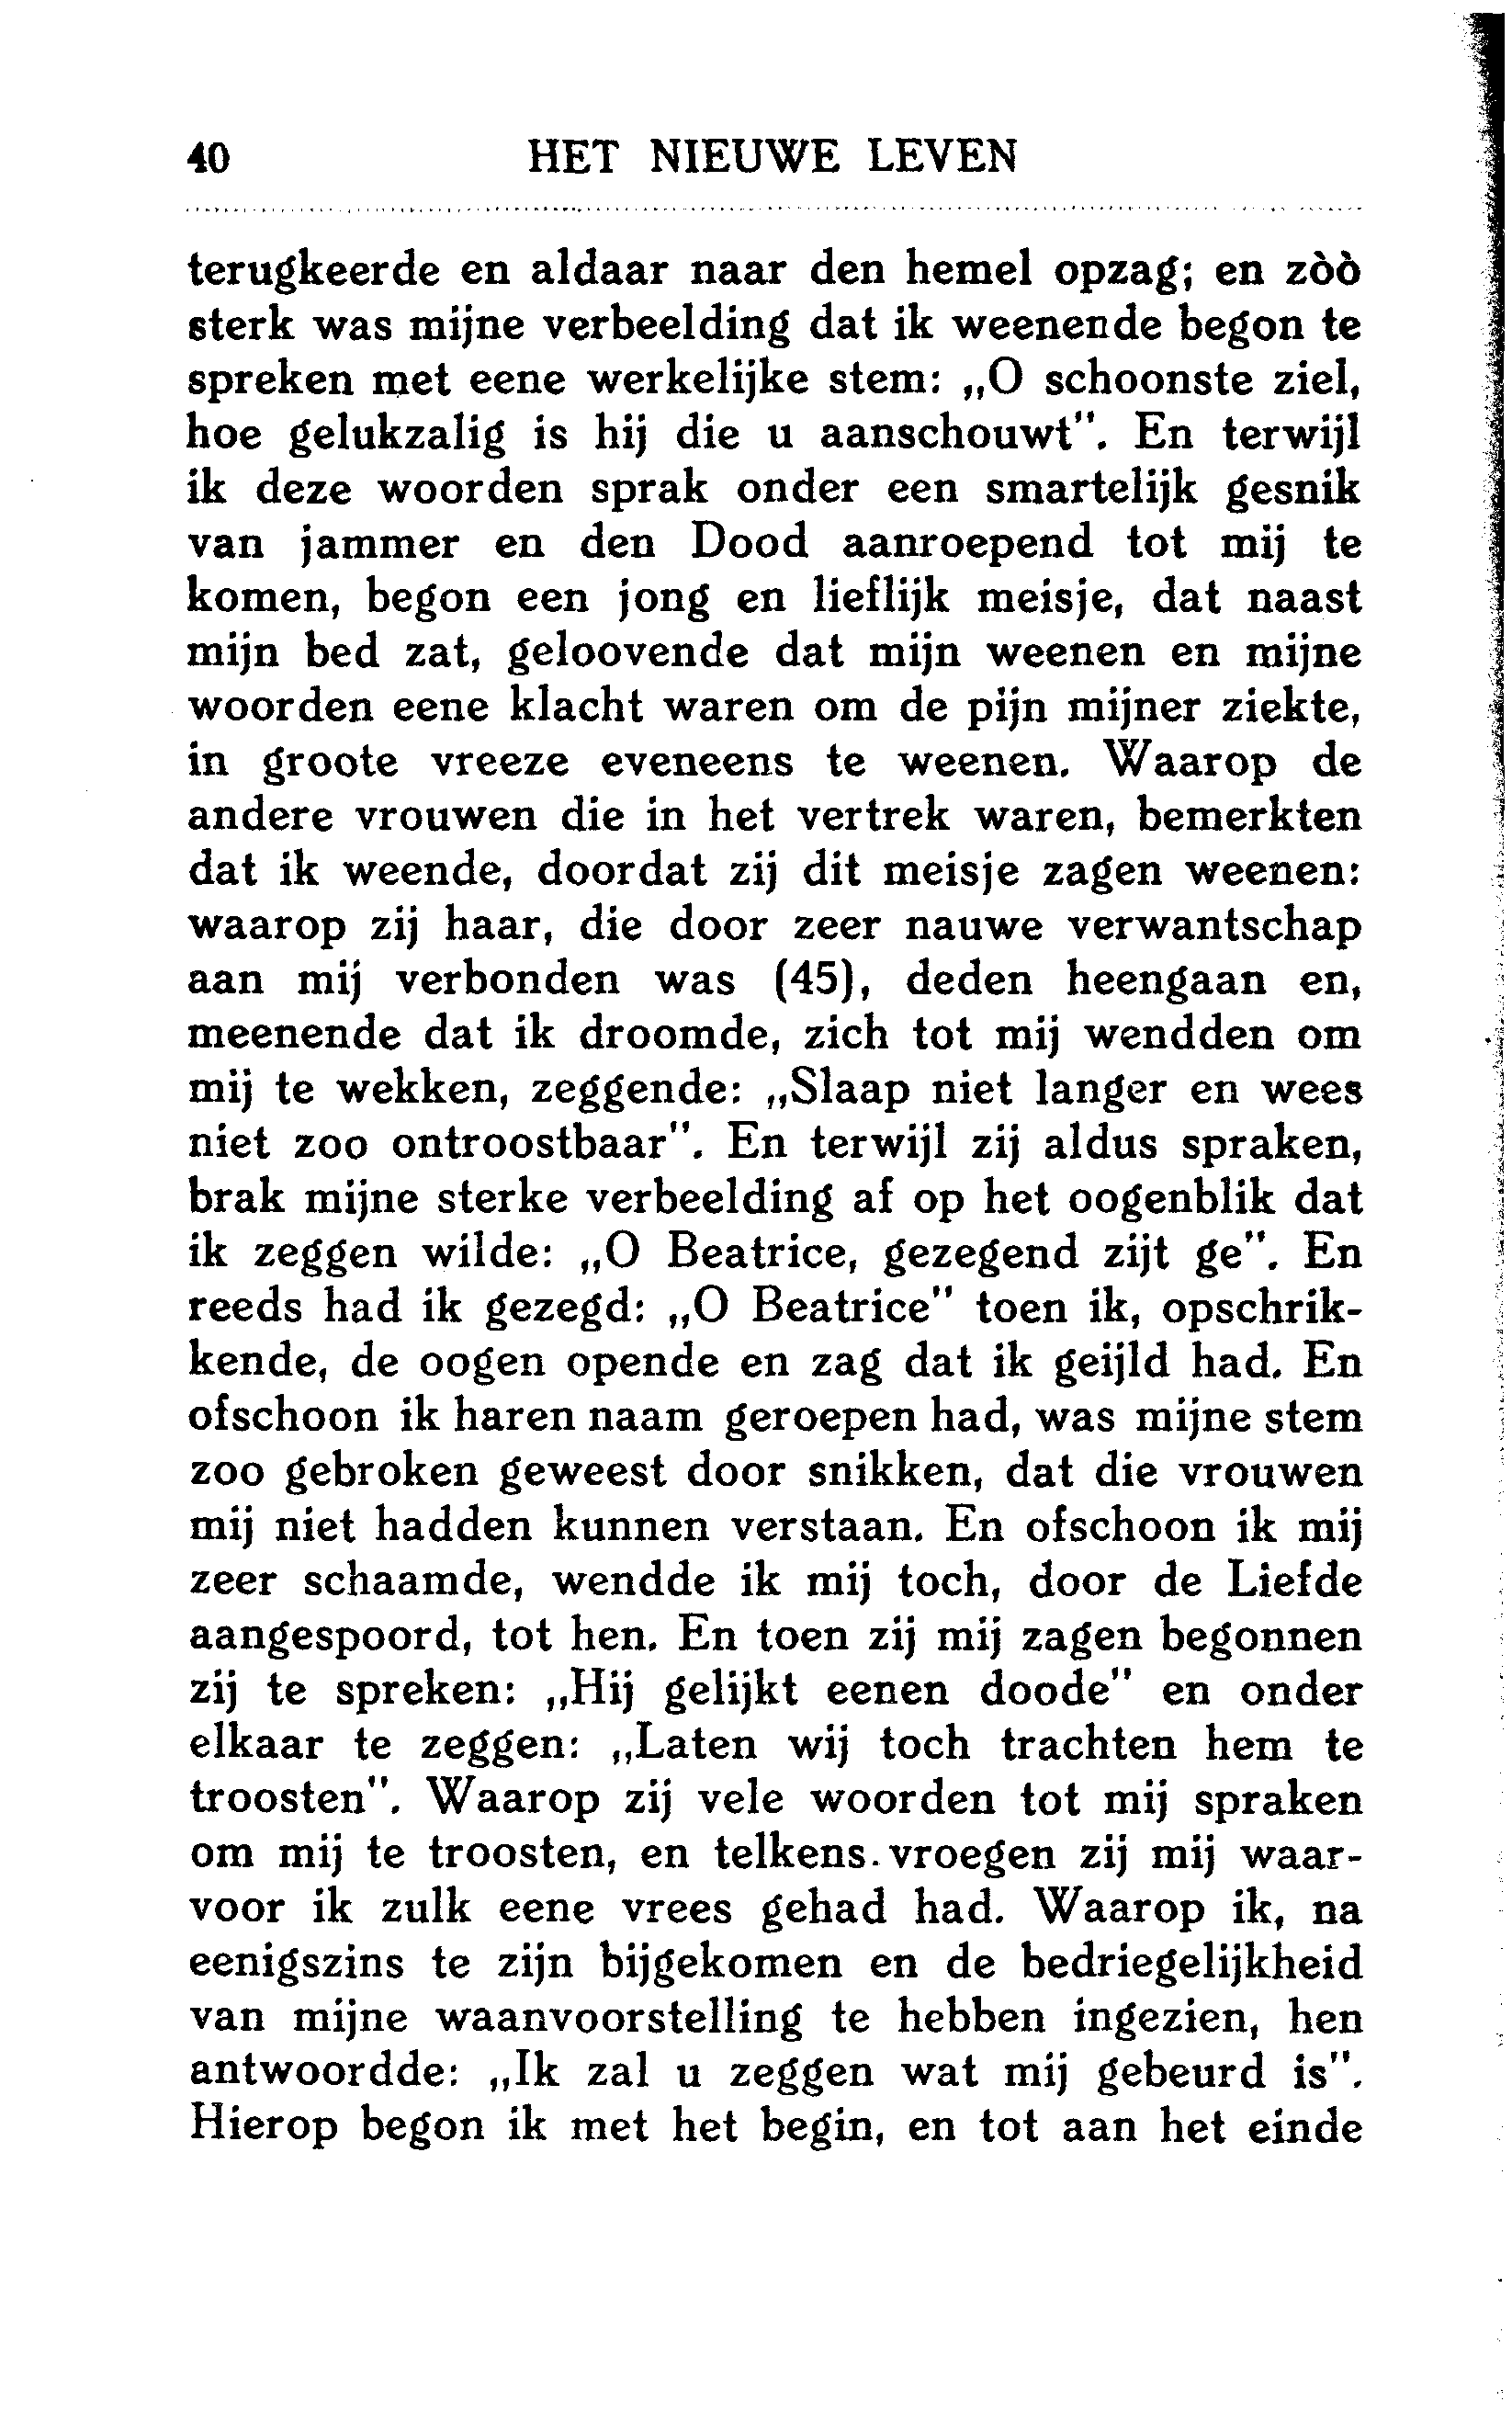 40 HET NIEUWE LEVEN
terugkeerde en aldaar naar den hemel opzag; en zòò
sterk was mijne verbeelding dat ik weenende begon te
spreken met eene werkelijke stem: „O schoonste ziel,
hoe gelukzalig is hij die u aanschouwt". En terwijl
ik deze woorden sprak onder een smartelijk gesnik
van jammer en den Dood aanroepend tot mij te
komen, begon een jong en lieflijk meisje, dat naast
mijn bed zat, geloovende dat mijn weenen en mijne
woorden eene klacht waren om de pijn mijner ziekte,
in groote vreeze eveneens te weenen. Waarop de
andere vrouwen die in het vertrek waren, bemerkten
dat ik weende, doordat zij dit meisje zagen weenen:
waarop zij haar, die door zeer nauwe verwantschap
aan mij verbonden was (45), deden heengaan en,
meenende dat ik droomde, zich tot mij wendden om
mij te wekken, zeggende: „Slaap niet langer en wees
niet zoo ontroostbaar". En terwijl zij aldus spraken,
brak mijne sterke verbeelding af op het oogenblik dat
ik zeggen wilde: „O Beatrice, gezegend zijt ge". En
reeds had ik gezegd: „O Beatrice" toen ik, opschrik-
kende, de oogen opende en zag dat ik geijld had. En
ofschoon ik haren naam geroepen had, was mijne stem
zoo gebroken geweest door snikken, dat die vrouwen
mij niet hadden kunnen verstaan. En ofschoon ik mij
zeer schaamde, wendde ik mij toch, door de Liefde
aangespoord, tot hen. En toen zij mij zagen begonnen
zij te spreken: „Hij gelijkt eenen doode" en onder
elkaar te zeggen: „Laten wij toch trachten hem te
troosten". Waarop zij vele woorden tot mij spraken
om mij te troosten, en telkens.vroegen zij mij waar-
voor ik zulk eene vrees gehad had. Waarop ik, na
eenigszins te zijn bijgekomen en de bedriegelijkheid
van mijne waanvoorstelling te hebben ingezien, hen
antwoordde: „Ik zal u zeggen wat mij gebeurd is".
Hierop begon ik met het begin, en tot aan het einde